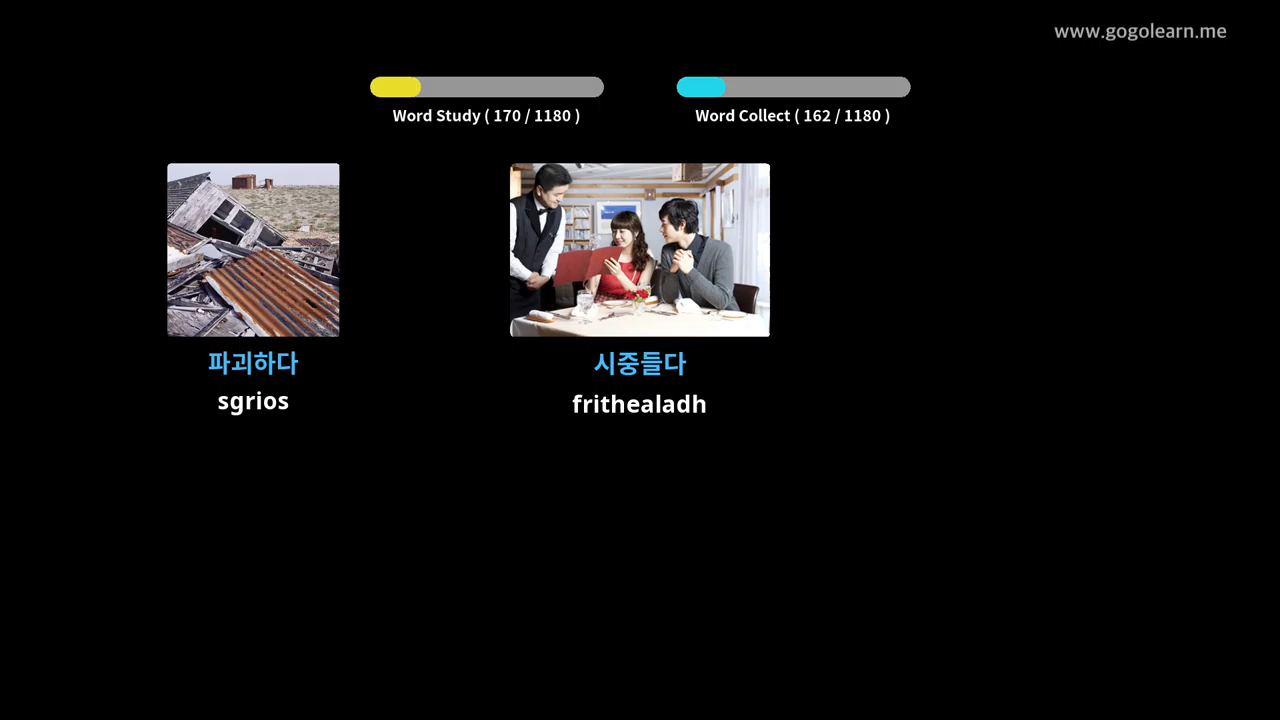 www.gogolearn.me
Word Study ( 170 / 1180 )
Word Collect ( 162 / 1180 )
파괴하다
sgrios
시중들다
frithealadh